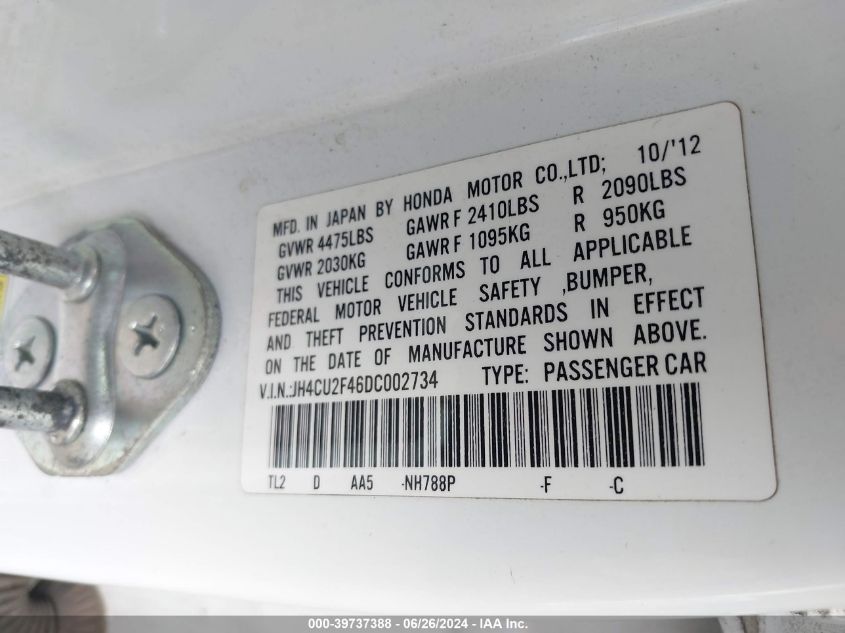 MFD. IN JAPAN BY HONDA MOTOR CO.,LTD; 10/'12
GVWR 4475LBS GAWR F 2410LBS R 2090LBS
GVWR 2030KG GAWR F 1095KG R 950KG
THIS VEHICLE CONFORMS TO ALL APPLICABLE
FEDERAL MOTOR VEHICLE SAFETY ,BUMPER,
AND THEFT PREVENTION STANDARDS IN EFFECT
ON THE DATE OF MANUFACTURE SHOWN ABOVE.
V.I.N.:JH4CU2F46DC002734 TYPE: PASSENGER CAR
TL2 D AA5 -NH788P -F -C
000-39737388 - 06/26/2024 - IAA Inc.